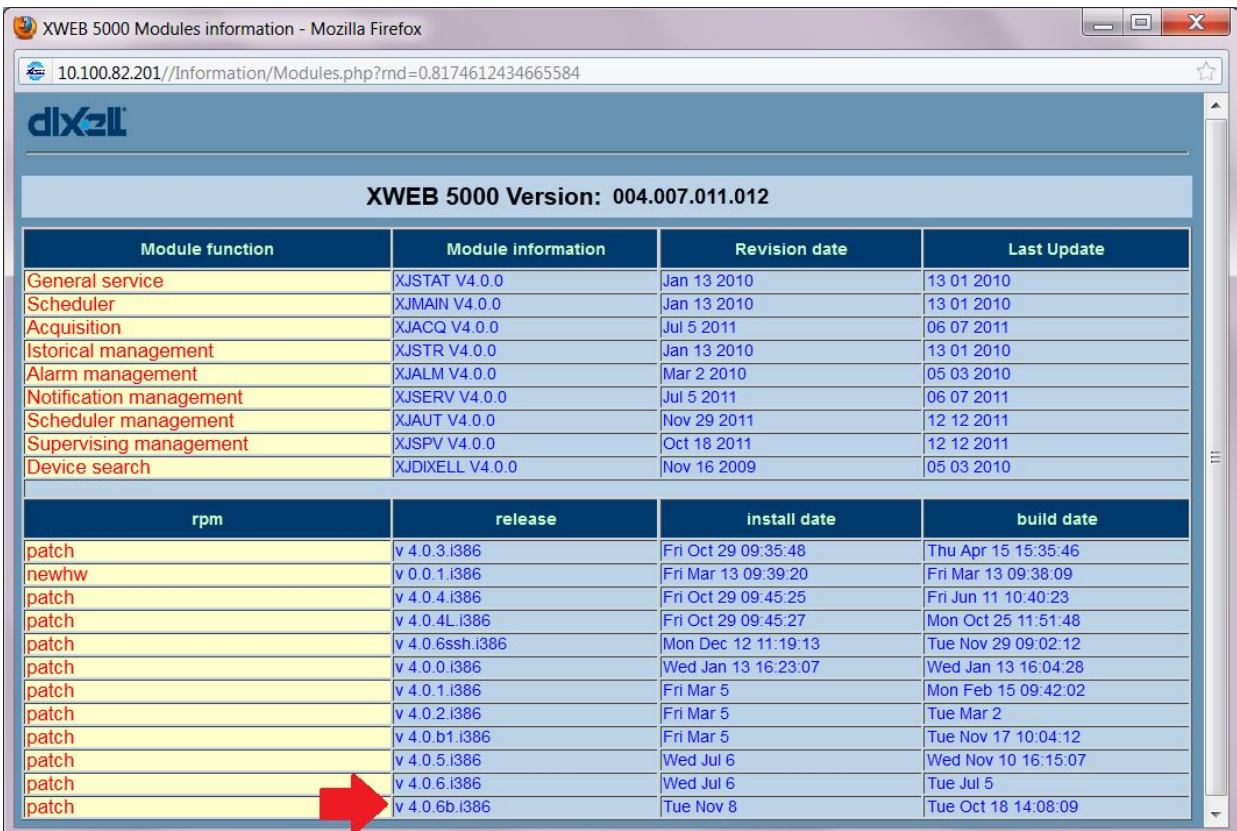 XWEB 5000 Modules information - Mozilla Firefox
10.100.82.201//Information/Modules.php?rnd=0.8174612434665584
dixell
XWEB 5000 Version: 004.007.011.012
Module function Module information Revision date Last Update
General service XJSTAT V4.0.0 Jan 13 2010 13 01 2010
Scheduler XJMAIN V4.0.0 Jan 13 2010 13 01 2010
Acquisition XJACQ V4.0.0 Jul 5 2011 06 07 2011
Istorical management XJSTR V4.0.0 Jan 13 2010 13 01 2010
Alarm management XJALM V4.0.0 Mar 2 2010 05 03 2010
Notification management XJSERV V4.0.0 Jul 5 2011 06 07 2011
Scheduler management XJAUT V4.0.0 Nov 29 2011 12 12 2011
Supervising management XJSPV V4.0.0 Oct 18 2011 12 12 2011
Device search XJDIXELL V4.0.0 Nov 16 2009 05 03 2010
rpm release install date build date
patch v 4.0.3.i386 Fri Oct 29 09:35:48 Thu Apr 15 15:35:46
newhw v 0.0.1.i386 Fri Mar 13 09:39:20 Fri Mar 13 09:38:09
patch v 4.0.4.i386 Fri Oct 29 09:45:25 Fri Jun 11 10:40:23
patch v 4.0.4L.i386 Fri Oct 29 09:45:27 Mon Oct 25 11:51:48
patch v 4.0.6ssh.i386 Mon Dec 12 11:19:13 Tue Nov 29 09:02:12
patch v 4.0.0.i386 Wed Jan 13 16:23:07 Wed Jan 13 16:04:28
patch v 4.0.1.i386 Fri Mar 5 Mon Feb 15 09:42:02
patch v 4.0.2.i386 Fri Mar 5 Tue Mar 2
patch v 4.0.b1.i386 Fri Mar 5 Tue Nov 17 10:04:12
patch v 4.0.5.i386 Wed Jul 6 Wed Nov 10 16:15:07
patch v 4.0.6.i386 Wed Jul 6 Tue Jul 5
patch v 4.0.6b.i386 Tue Nov 8 Tue Oct 18 14:08:09